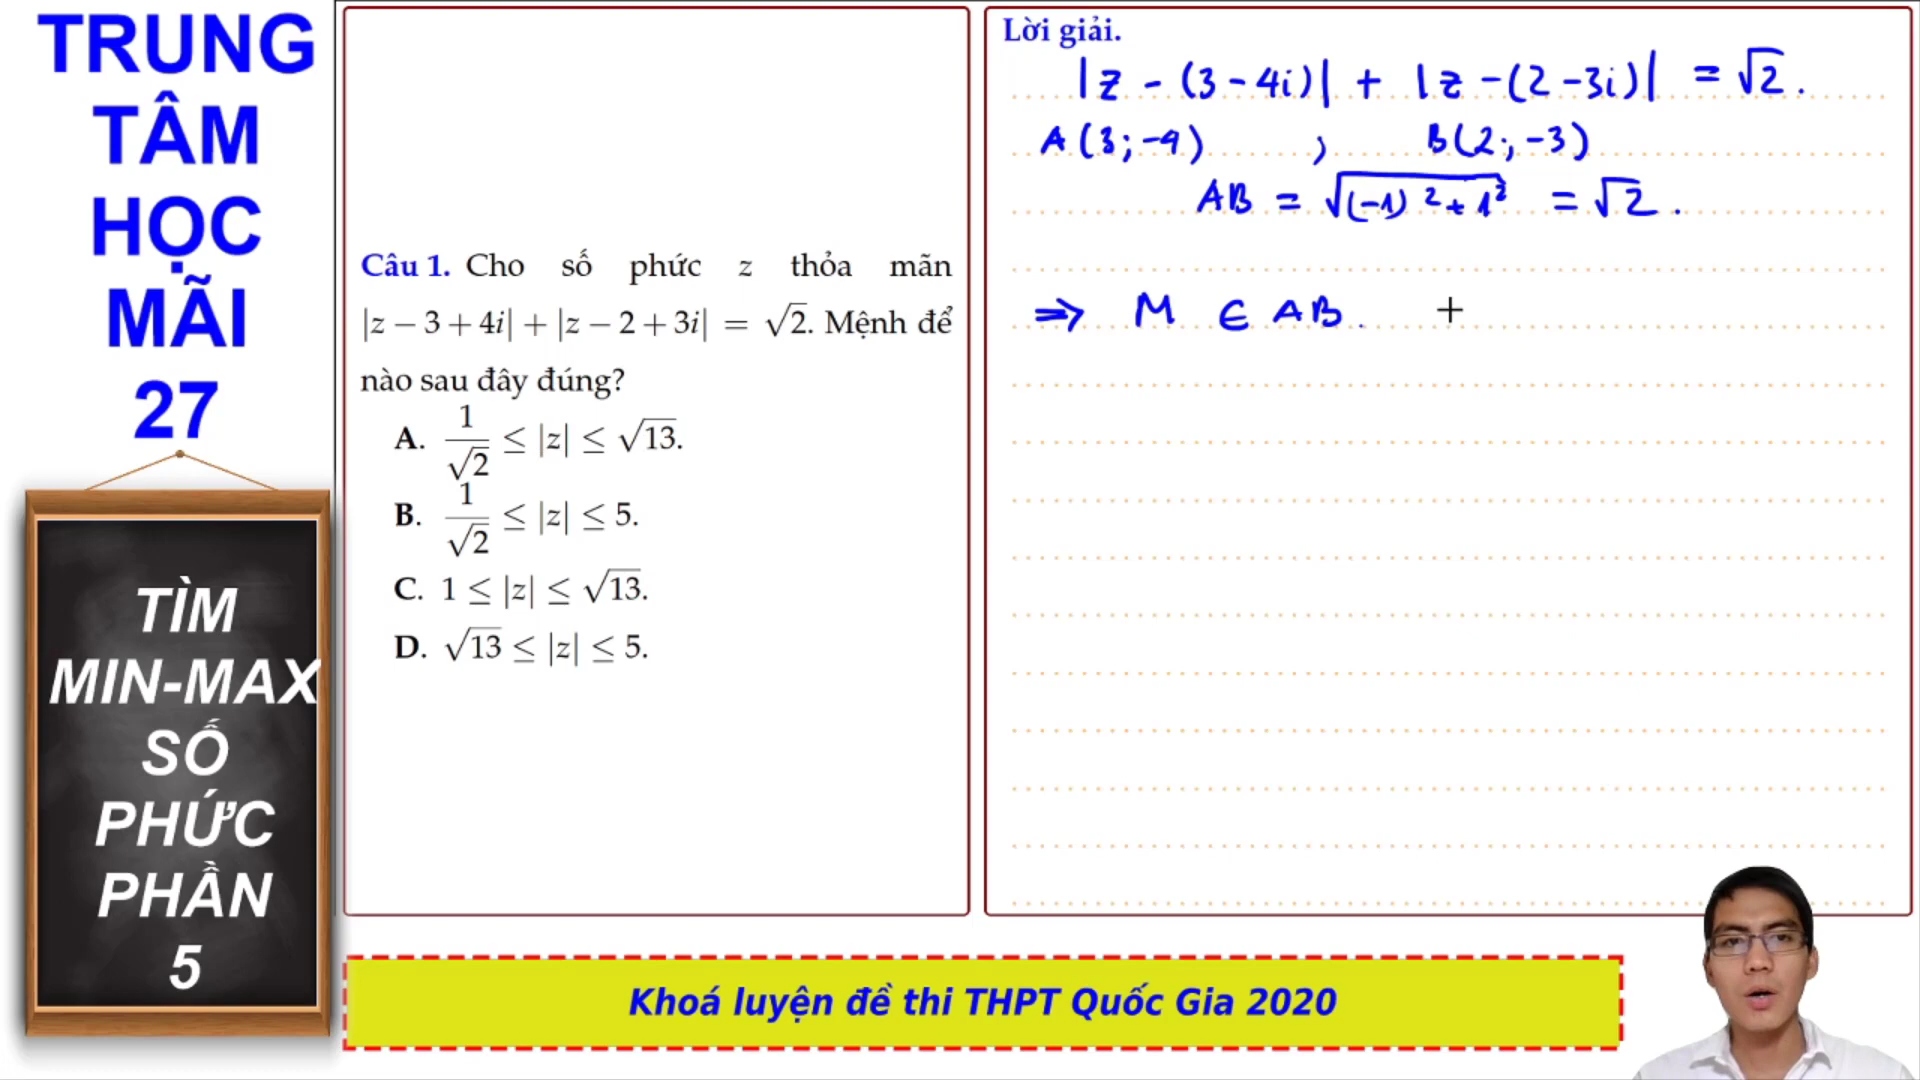 TRUNG
TÂM
HỌC
MÃI
27
TÌM
MIN-MAX
SỐ
PHỨC
PHẦN
5
Câu 1. Cho số phức z thỏa mãn
|z − 3 + 4i| + |z − 2 + 3i| = √2. Mệnh để
nào sau đây đúng?
A. 1/√2 ≤ |z| ≤ √13.
B. 1/√2 ≤ |z| ≤ 5.
C. 1 ≤ |z| ≤ √13.
D. √13 ≤ |z| ≤ 5.
Lời giải.
|z - (3 - 4i)| + |z - (2 - 3i)| = √2.
A(3; -4) ; B(2; -3)
AB = √((-1)² + 1²) = √2.
⇒ M ∈ AB.
Khoá luyện đề thi THPT Quốc Gia 2020